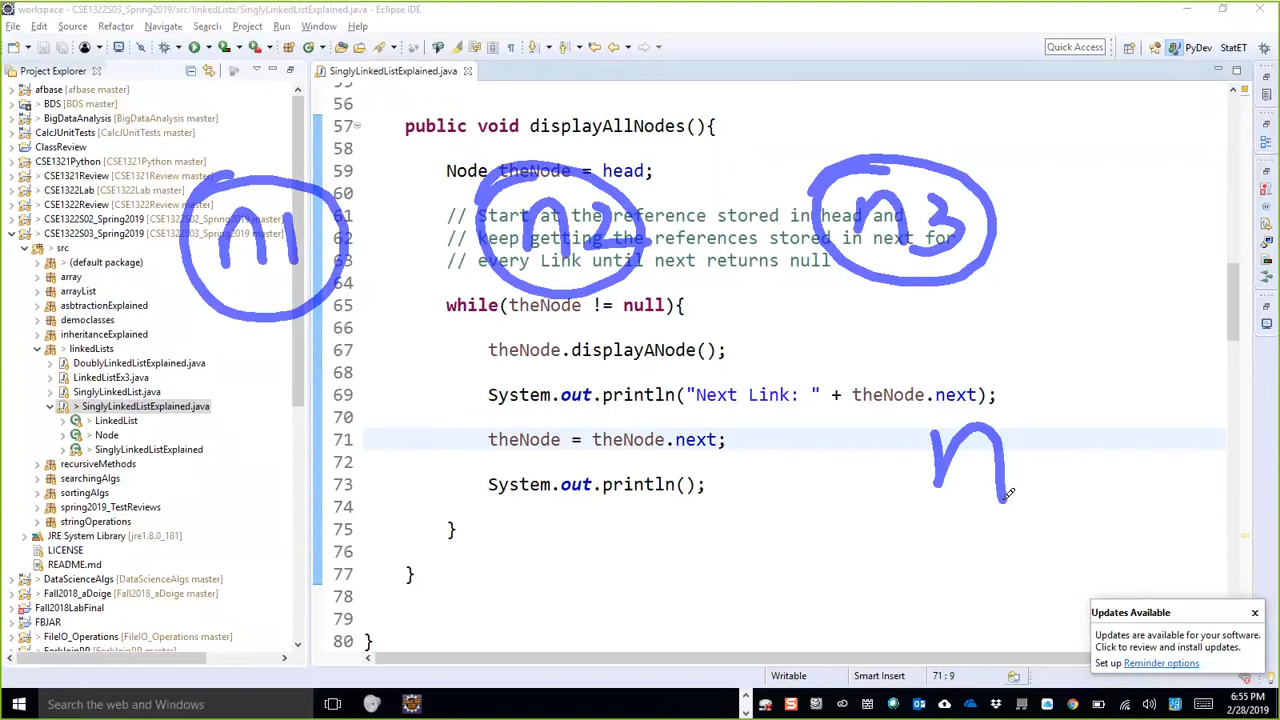 workspace - CSE1322S03_Spring2019/src/linkedLists/SinglyLinkedListExplained.java - Eclipse IDE
File Edit Source Refactor Navigate Search Project Run Window Help
Quick Access
PyDev
StatET
Project Explorer
SinglyLinkedListExplained.java
afbase (afbase master)
> BDS [BDS master]
> BigDataAnalysis [BigDataAnalysis master]
CalcJUnitTests [CalcJUnitTests master]
ClassReview
CSE1321Python [CSE1321Python master]
> CSE1321Review [CSE1321Review master]
> CSE1322Lab [CSE1322Lab master]
> CSE1322Review [CSE1322Review master]
> CSE1322S02_Spring2019 [CSE1322S02_Spring2019 master]
> CSE1322S03_Spring2019 [CSE1322S03_Spring2019 master]
> src
> (default package)
array
arrayList
> asbtractionExplained
> democlasses
> inheritanceExplained
> linkedLists
> DoublyLinkedListExplained.java
> LinkedListEx3.java
> SinglyLinkedList.java
> SinglyLinkedListExplained.java
> LinkedList
> Node
> SinglyLinkedListExplained
> recursiveMethods
> searchingAlgs
> sortingAlgs
> spring2019_TestReviews
> stringOperations
JRE System Library [jre1.8.0_181]
LICENSE
README.md
> DataScienceAlgs [DataScienceAlgs master]
> Fall2018_aDoige [Fall2018_aDoige master]
Fall2018LabFinal
FBJAR
> FileIO_Operations [FileIO_Operations master]
55
56
57 public void displayAllNodes(){
58
59 Node theNode = head;
60
61 // Start at the reference stored in head and
62 // keep getting the references stored in next for
63 // every Link until next returns null
64
65 while(theNode != null){
66
67 theNode.displayANode();
68
69 System.out.println("Next Link: " + theNode.next);
70
71 theNode = theNode.next;
72
73 System.out.println();
74
75 }
76
77 }
78
79
80 }
n1
n2
n3
n
Updates Available
Updates are available for your software.
Click to review and install updates.
Set up Reminder options
Writable
Smart Insert
71 : 9
Search the web and Windows
6:55 PM
2/28/2019